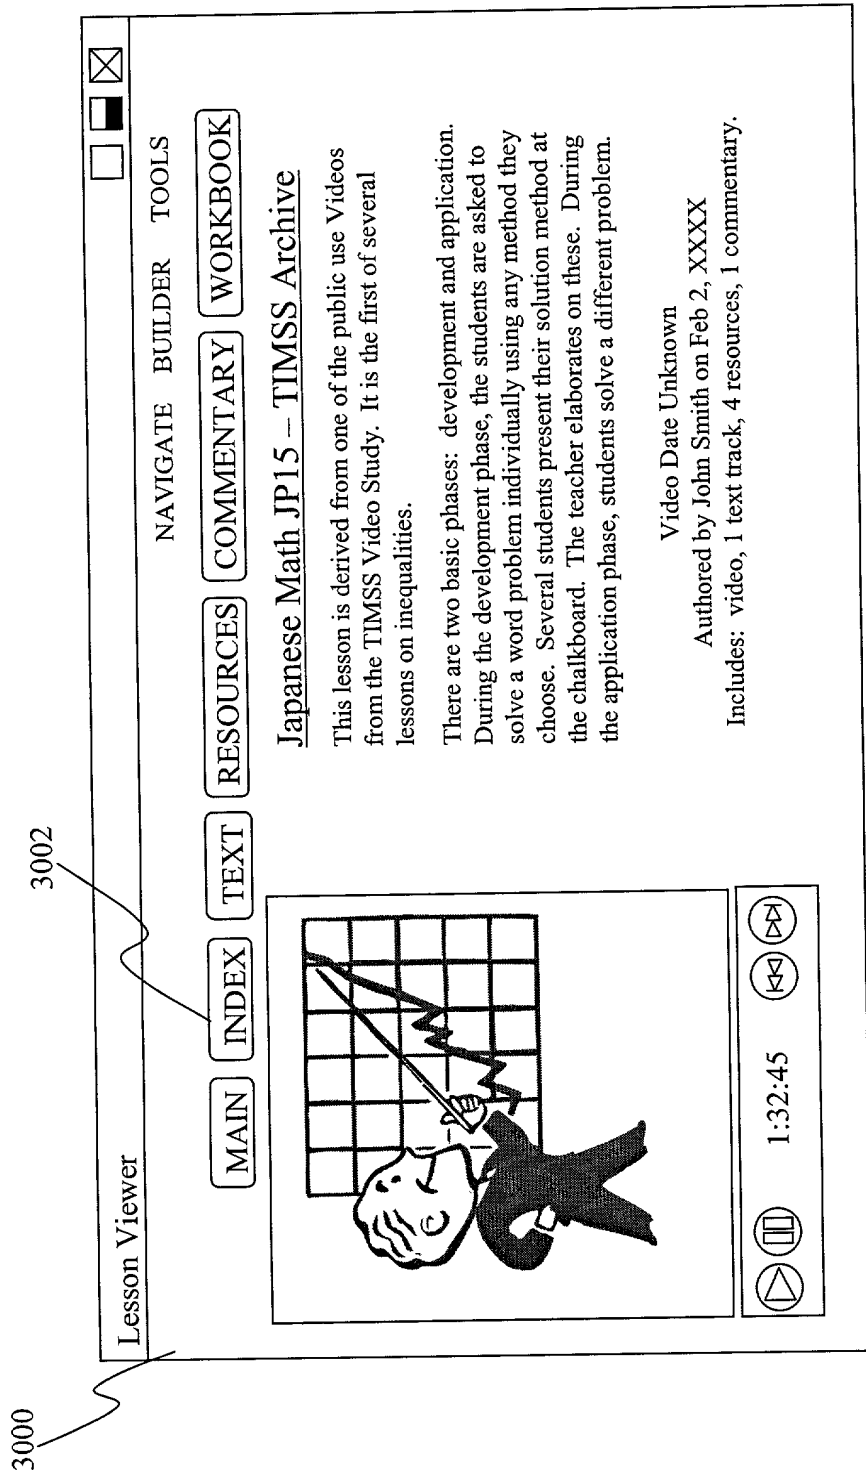 3000
3002
Lesson Viewer
NAVIGATE BUILDER TOOLS
MAIN INDEX TEXT RESOURCES COMMENTARY WORKBOOK
Japanese Math JP15 – TIMSS Archive
This lesson is derived from one of the public use Videos
from the TIMSS Video Study. It is the first of several
lessons on inequalities.
There are two basic phases: development and application.
During the development phase, the students are asked to
solve a word problem individually using any method they
choose. Several students present their solution method at
the chalkboard. The teacher elaborates on these. During
the application phase, students solve a different problem.
Video Date Unknown
Authored by John Smith on Feb 2, XXXX
Includes: video, 1 text track, 4 resources, 1 commentary.
1:32:45